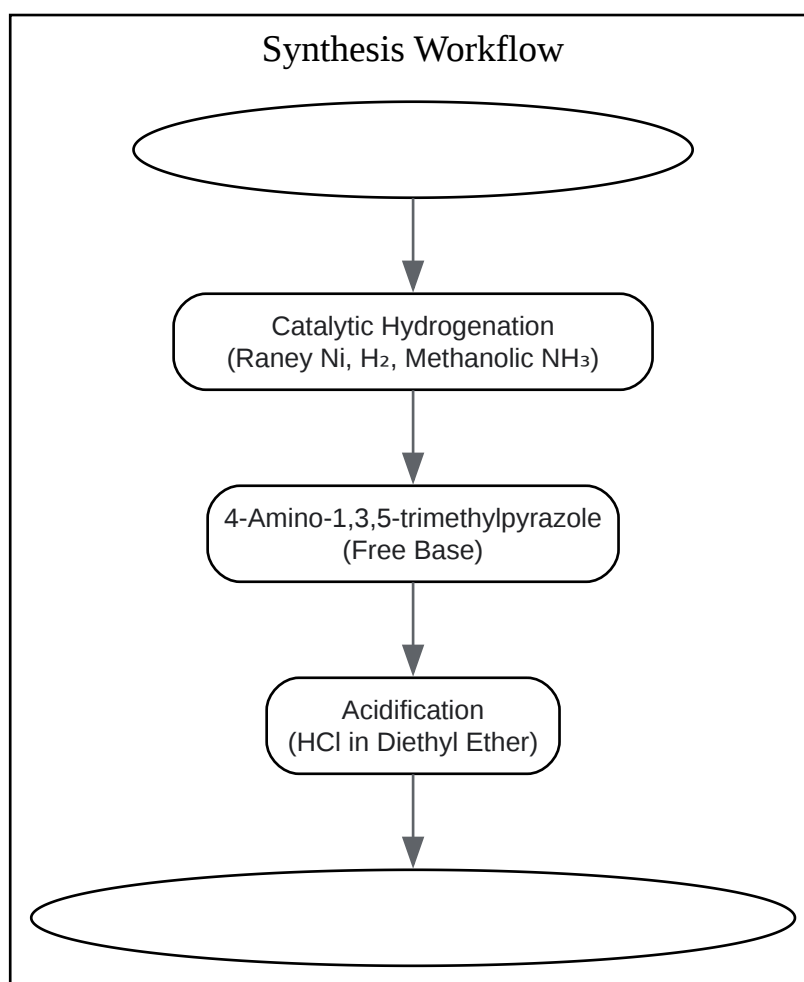 Synthesis Workflow
Catalytic Hydrogenation
(Raney Ni, H₂, Methanolic NH₃)
4-Amino-1,3,5-trimethylpyrazole
(Free Base)
Acidification
(HCl in Diethyl Ether)